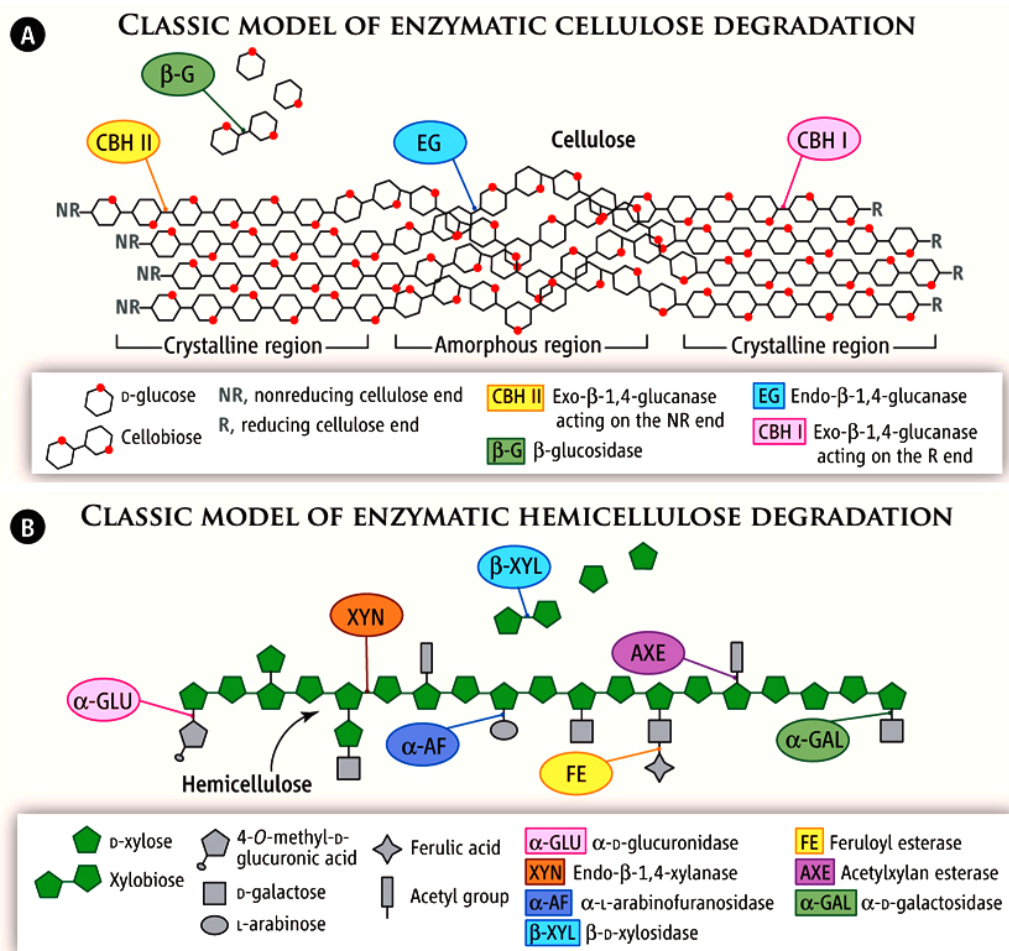 A
CLASSIC MODEL OF ENZYMATIC CELLULOSE DEGRADATION
β-G
CBH II
EG
Cellulose
CBH I
NR
R
NR
R
NR
R
NR
R
Crystalline region
Amorphous region
Crystalline region
D-glucose
Cellobiose
NR, nonreducing cellulose end
R, reducing cellulose end
CBH II Exo-β-1,4-glucanase
acting on the NR end
β-G β-glucosidase
EG Endo-β-1,4-glucanase
CBH I Exo-β-1,4-glucanase
acting on the R end
B
CLASSIC MODEL OF ENZYMATIC HEMICELLULOSE DEGRADATION
β-XYL
XYN
AXE
α-GLU
α-AF
α-GAL
FE
Hemicellulose
D-xylose
Xylobiose
4-O-methyl-D-
glucuronic acid
D-galactose
L-arabinose
Ferulic acid
Acetyl group
α-GLU α-D-glucuronidase
XYN Endo-β-1,4-xylanase
α-AF α-L-arabinofuranosidase
β-XYL β-D-xylosidase
FE Feruloyl esterase
AXE Acetylxylan esterase
α-GAL α-D-galactosidase